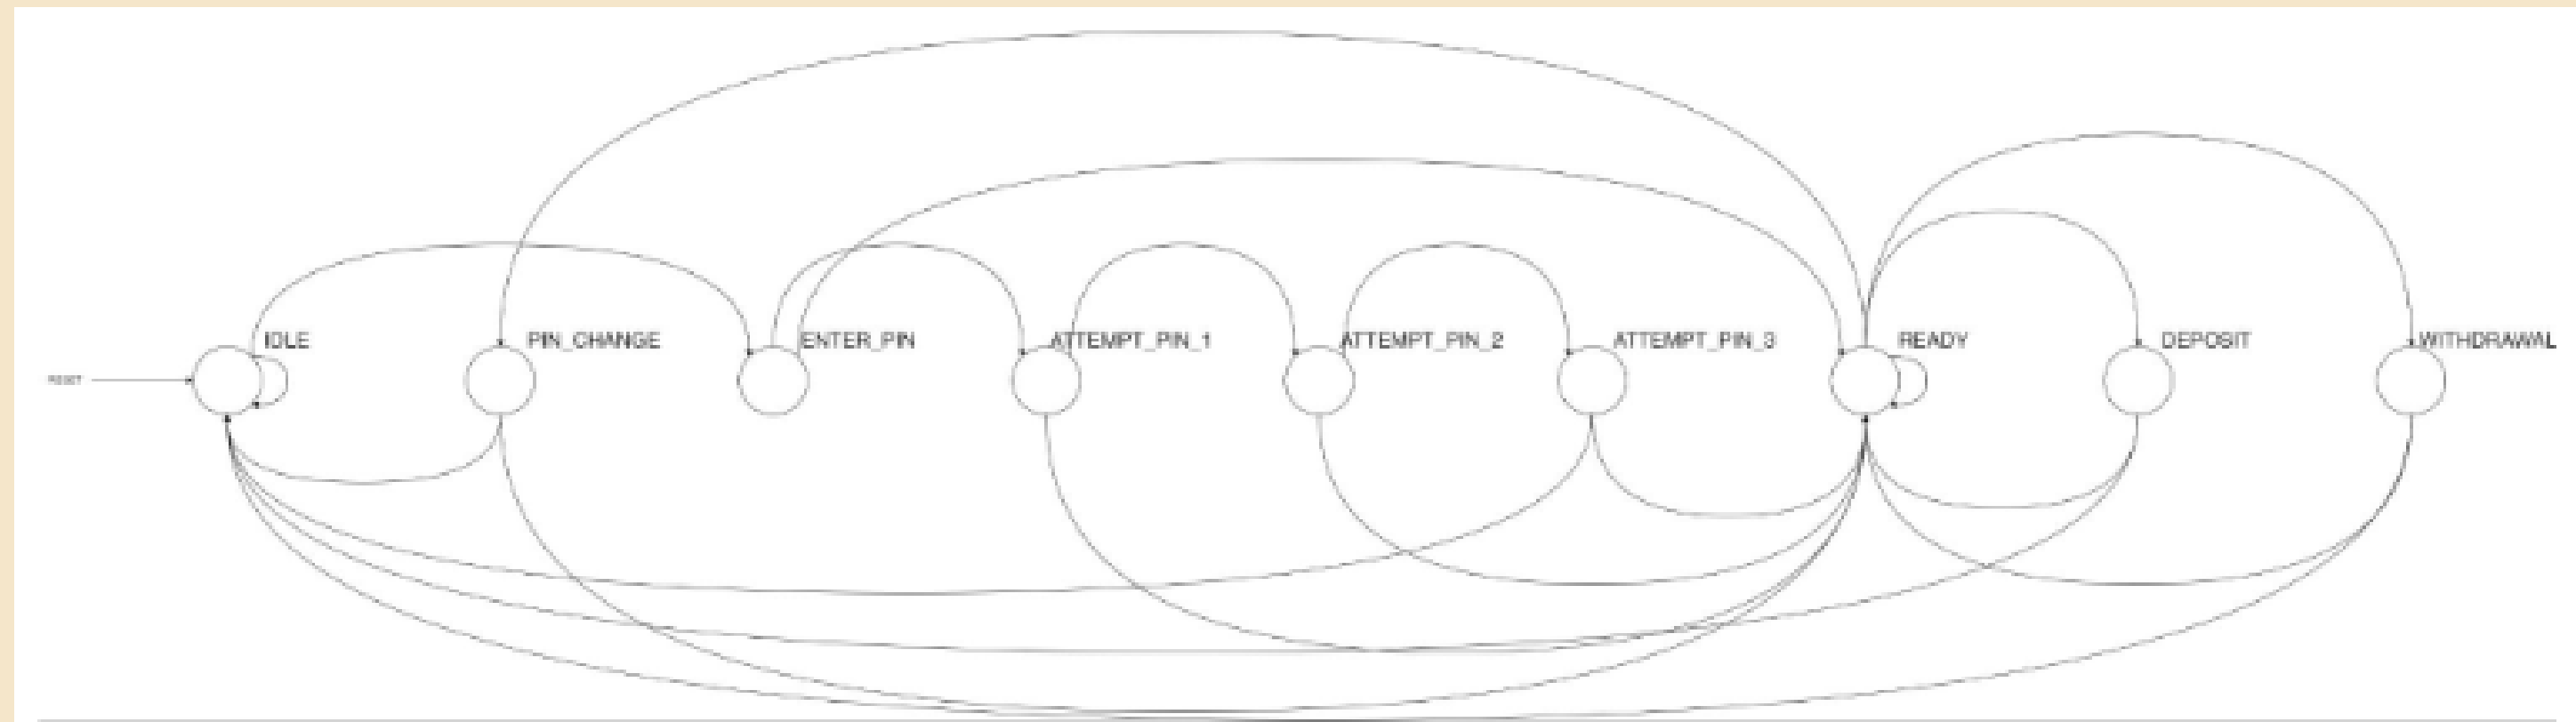 IDLE
PIN_CHANGE
ENTER_PIN
ATTEMPT_PIN_1
ATTEMPT_PIN_2
ATTEMPT_PIN_3
READY
DEPOSIT
WITHDRAWAL
RESET